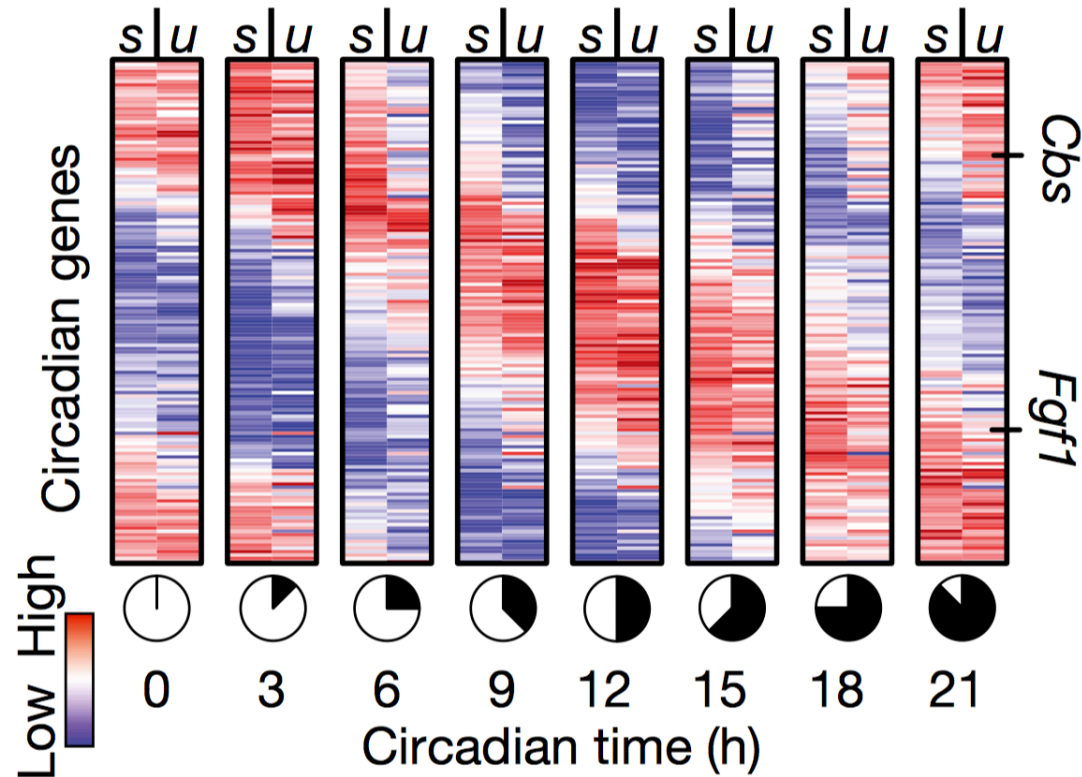 s u s u s u s u s u s u s u s u
Circadian genes
Cbs
Fgf1
Low High
0 3 6 9 12 15 18 21
Circadian time (h)